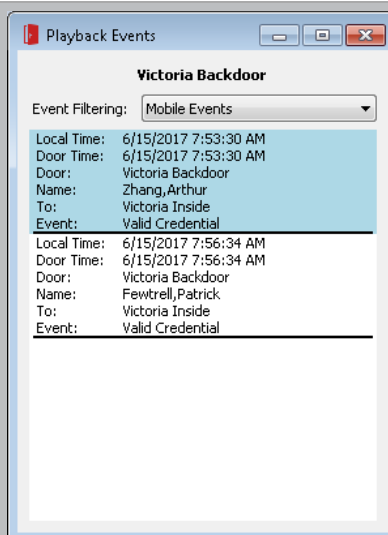 Playback Events
Victoria Backdoor
Event Filtering: Mobile Events
Local Time: 6/15/2017 7:53:30 AM
Door Time: 6/15/2017 7:53:30 AM
Door: Victoria Backdoor
Name: Zhang,Arthur
To: Victoria Inside
Event: Valid Credential
Local Time: 6/15/2017 7:56:34 AM
Door Time: 6/15/2017 7:56:34 AM
Door: Victoria Backdoor
Name: Fewtrell,Patrick
To: Victoria Inside
Event: Valid Credential